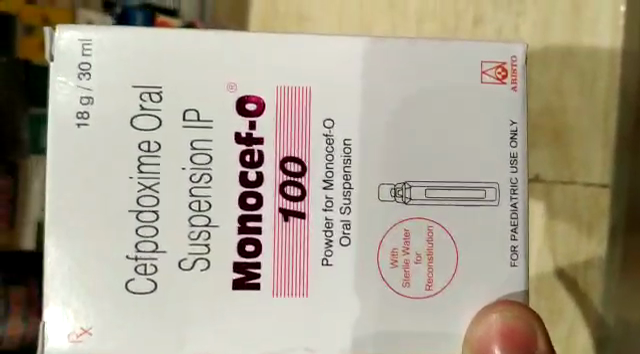 Rx
18 g / 30 ml
Cefpodoxime Oral
Suspension IP
Monocef-O®
100
Powder for Monocef-O
Oral Suspension
With
Sterile Water
for
Reconstitution
FOR PAEDIATRIC USE ONLY
ARISTO